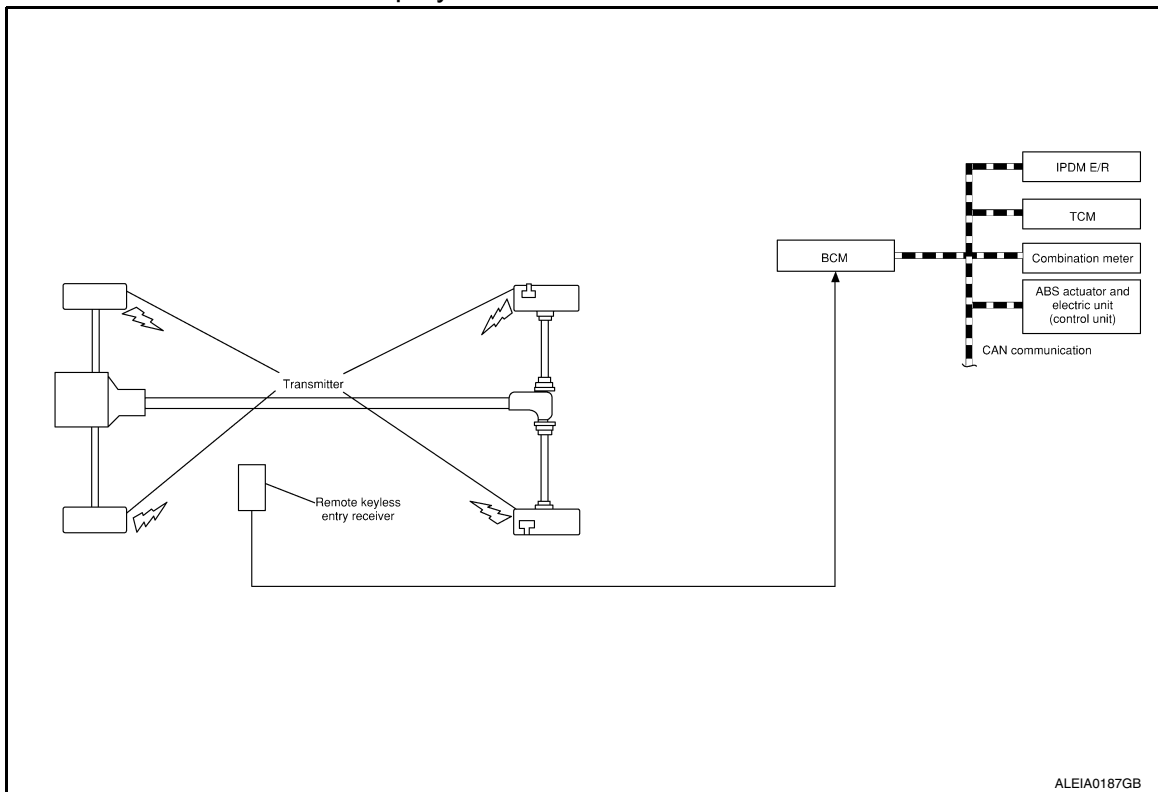 IPDM E/R
TCM
BCM
Combination meter
ABS actuator and
electric unit
(control unit)
CAN communication
Transmitter
Remote keyless
entry receiver
ALEIA0187GB